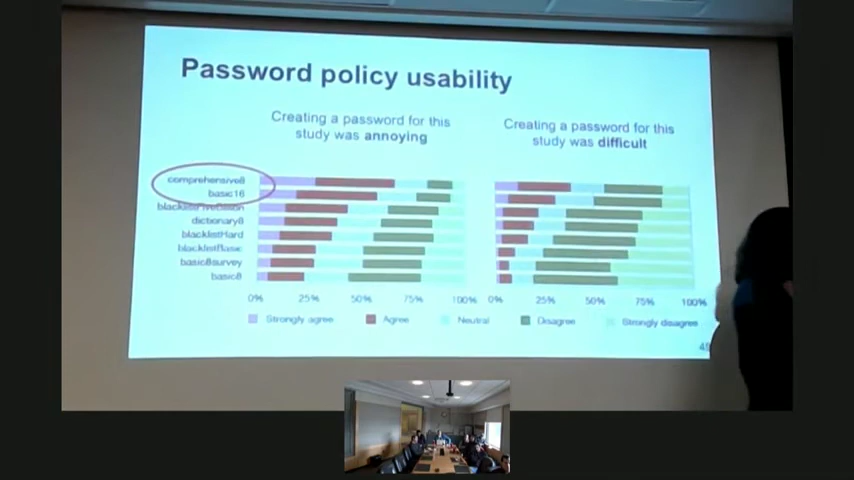 Password policy usability
Creating a password for this
study was annoying
Creating a password for this
study was difficult
comprehensive8
basic16
dictionary8
blacklistHard
blacklistBasic
basic8survey
basic8
0% 25% 50% 75% 100% 0% 25% 50% 75% 100%
Strongly agree Agree Neutral Disagree Strongly disagree